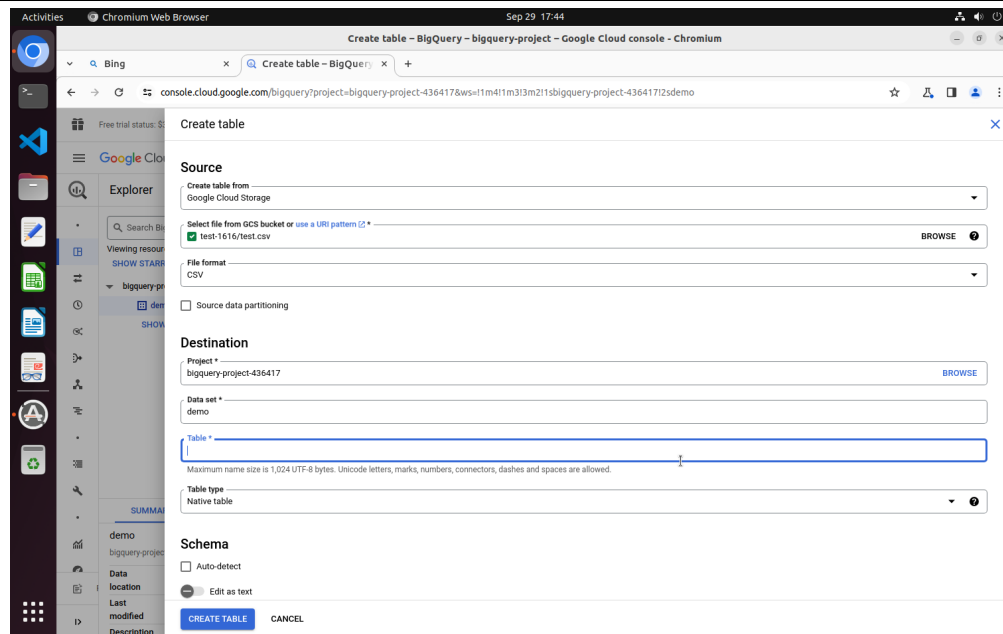 Activities
Chromium Web Browser
Sep 29 17:44
Create table – BigQuery – bigquery-project – Google Cloud console - Chromium
Bing
Create table – BigQuery
console.cloud.google.com/bigquery?project=bigquery-project-436417&ws=!1m4!1m3!3m2!1sbigquery-project-436417!2sdemo
Free trial status: $
Create table
Google Clo
Explorer
Search Bi
Viewing resour
SHOW STARR
bigquery-pr
dem
SHOW
Source
Create table from
Google Cloud Storage
Select file from GCS bucket or use a URI pattern *
test-1616/test.csv
BROWSE
File format
CSV
Source data partitioning
Destination
Project *
bigquery-project-436417
BROWSE
Data set *
demo
Table *
Maximum name size is 1,024 UTF-8 bytes. Unicode letters, marks, numbers, connectors, dashes and spaces are allowed.
Table type
Native table
Schema
Auto-detect
Edit as text
CREATE TABLE
CANCEL
SUMMA
demo
bigquery-projec
Data
location
Last
modified
Description